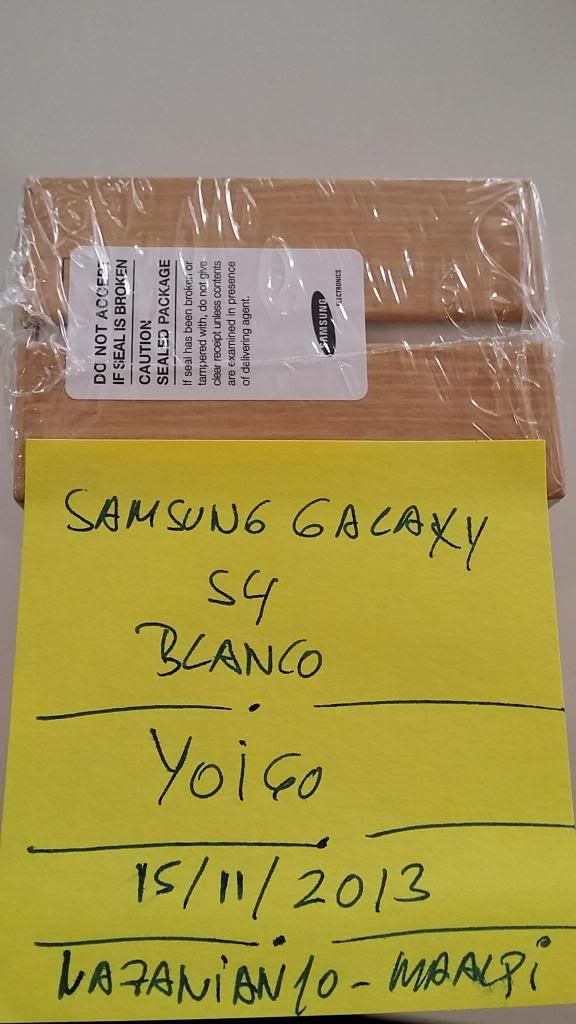 DO NOT ACCEPT
IF SEAL IS BROKEN
CAUTION
SEALED PACKAGE
If seal has been broken or
tampered with, do not give
clear receipt unless contents
are examined in presence
of delivering agent.
SAMSUNG
ELECTRONICS
SAMSUNG GALAXY
S4
BLANCO
YOiGO
15/11/2013
NAZANiAN10 - MAALPi